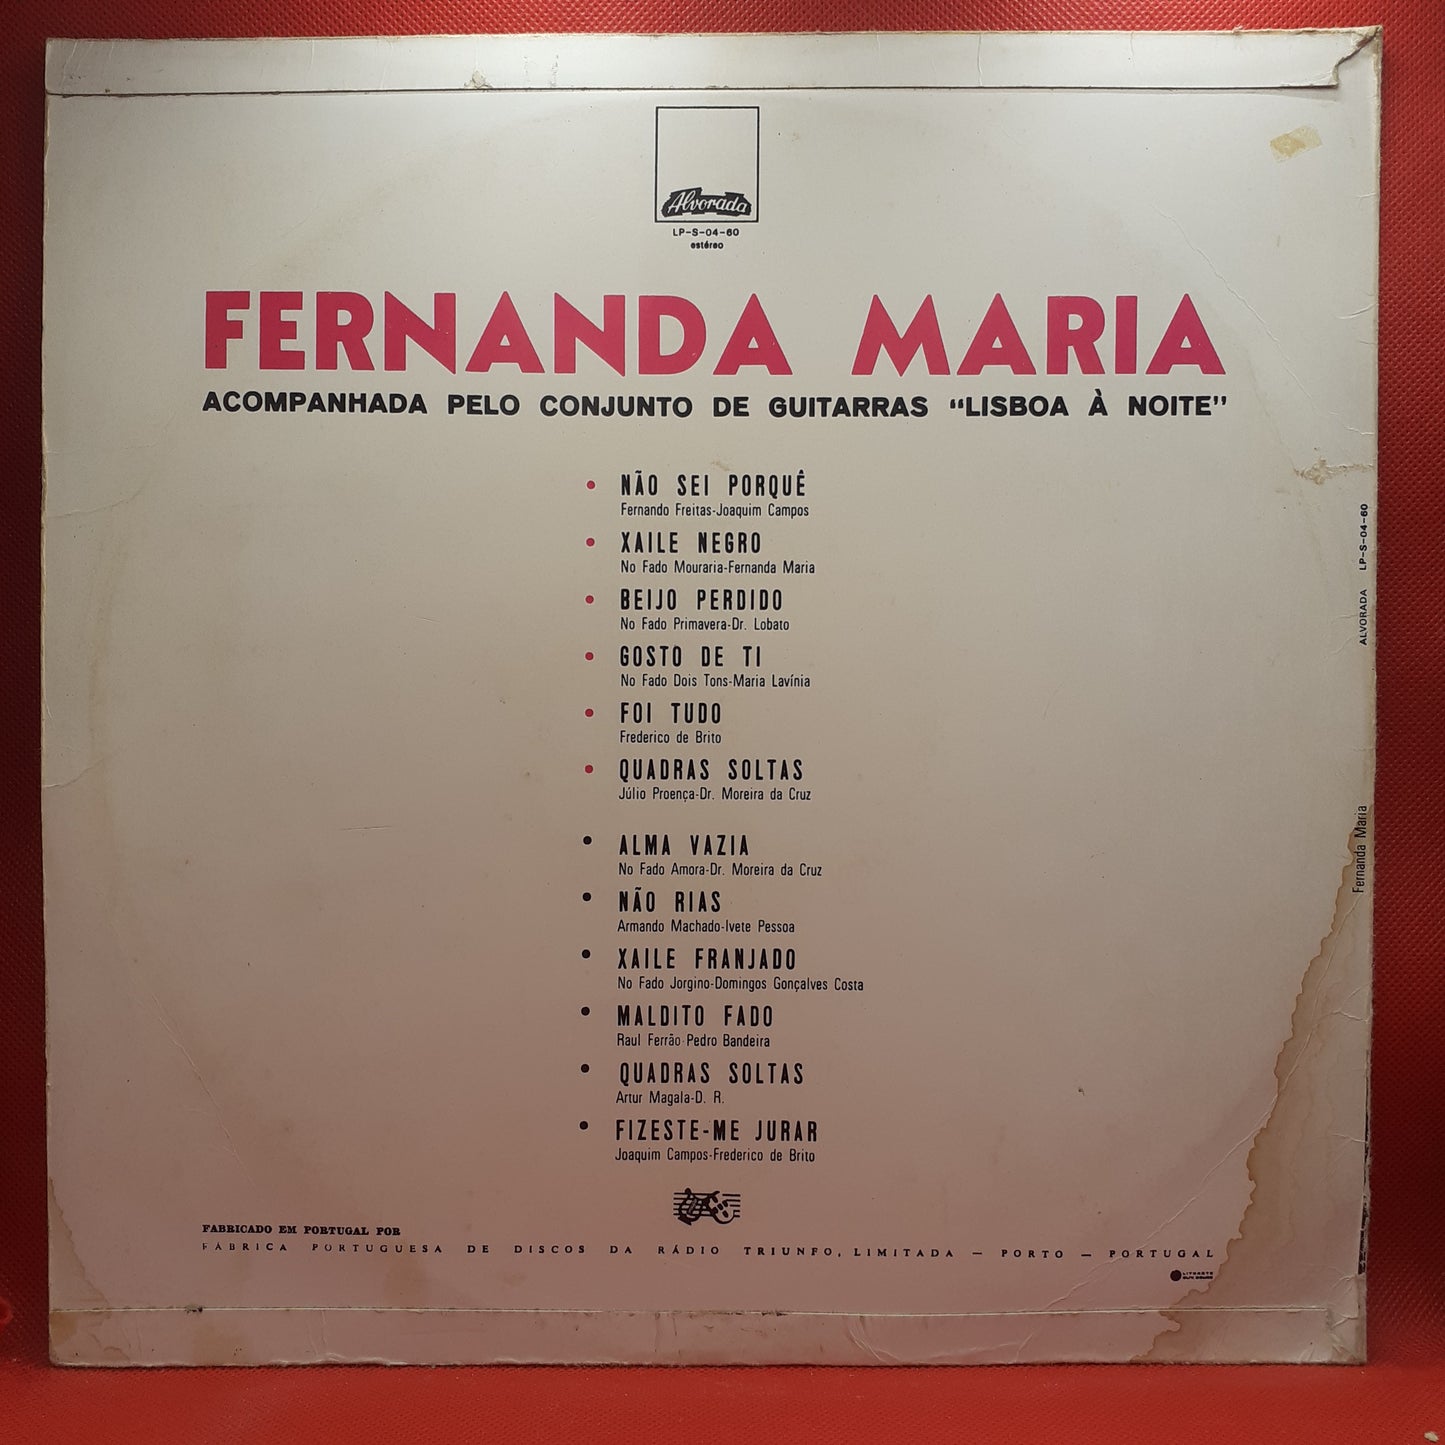 Alvorada
LP-S-04-60
estéreo
FERNANDA MARIA
ACOMPANHADA PELO CONJUNTO DE GUITARRAS “LISBOA À NOITE”
• NÃO SEI PORQUÊ
Fernando Freitas-Joaquim Campos
• XAILE NEGRO
No Fado Mouraria-Fernanda Maria
• BEIJO PERDIDO
No Fado Primavera-Dr. Lobato
• GOSTO DE TI
No Fado Dois Tons-Maria Lavínia
• FOI TUDO
Frederico de Brito
• QUADRAS SOLTAS
Júlio Proença-Dr. Moreira da Cruz
• ALMA VAZIA
No Fado Amora-Dr. Moreira da Cruz
• NÃO RIAS
Armando Machado-Ivete Pessoa
• XAILE FRANJADO
No Fado Jorgino-Domingos Gonçalves Costa
• MALDITO FADO
Raul Ferrão-Pedro Bandeira
• QUADRAS SOLTAS
Artur Magala-D. R.
• FIZESTE-ME JURAR
Joaquim Campos-Frederico de Brito
FABRICADO EM PORTUGAL POR
FÁBRICA PORTUGUESA DE DISCOS DA RÁDIO TRIUNFO, LIMITADA — PORTO — PORTUGAL
ALVORADA LP-S-04-60
Fernanda Maria